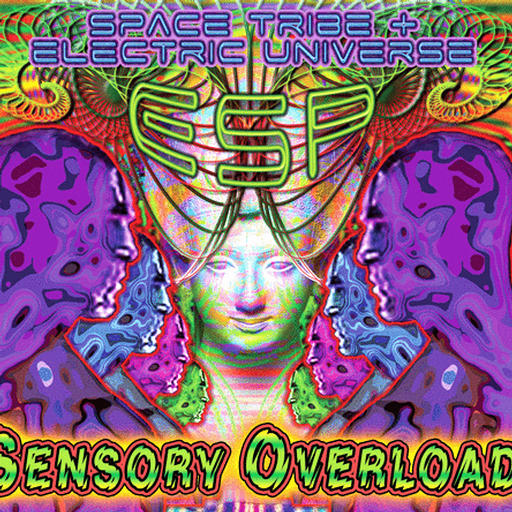 SPACE TRIBE +
ELECTRIC UNIVERSE
ESP
SENSORY OVERLOAD